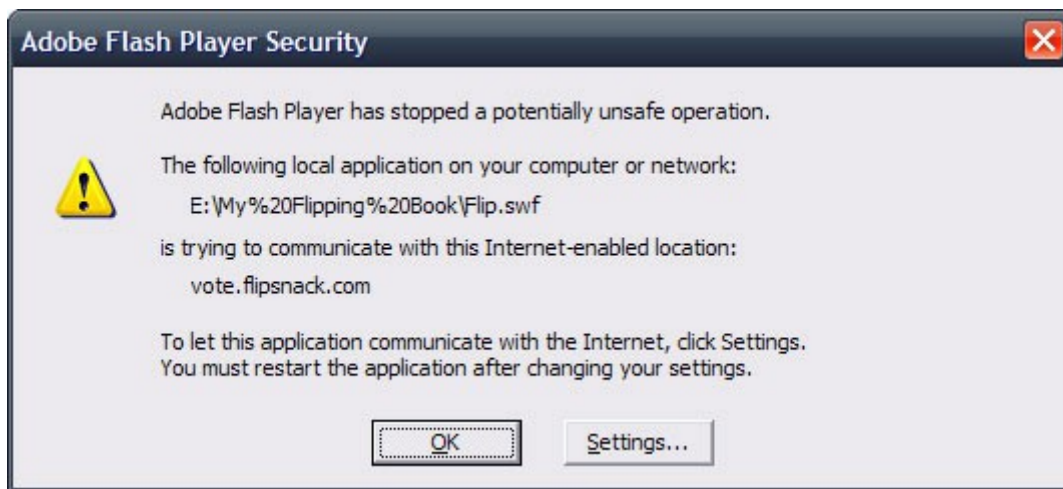 Adobe Flash Player Security
Adobe Flash Player has stopped a potentially unsafe operation.
The following local application on your computer or network:
E:\My%20Flipping%20Book\Flip.swf
is trying to communicate with this Internet-enabled location:
vote.flipsnack.com
To let this application communicate with the Internet, click Settings.
You must restart the application after changing your settings.
OK Settings...